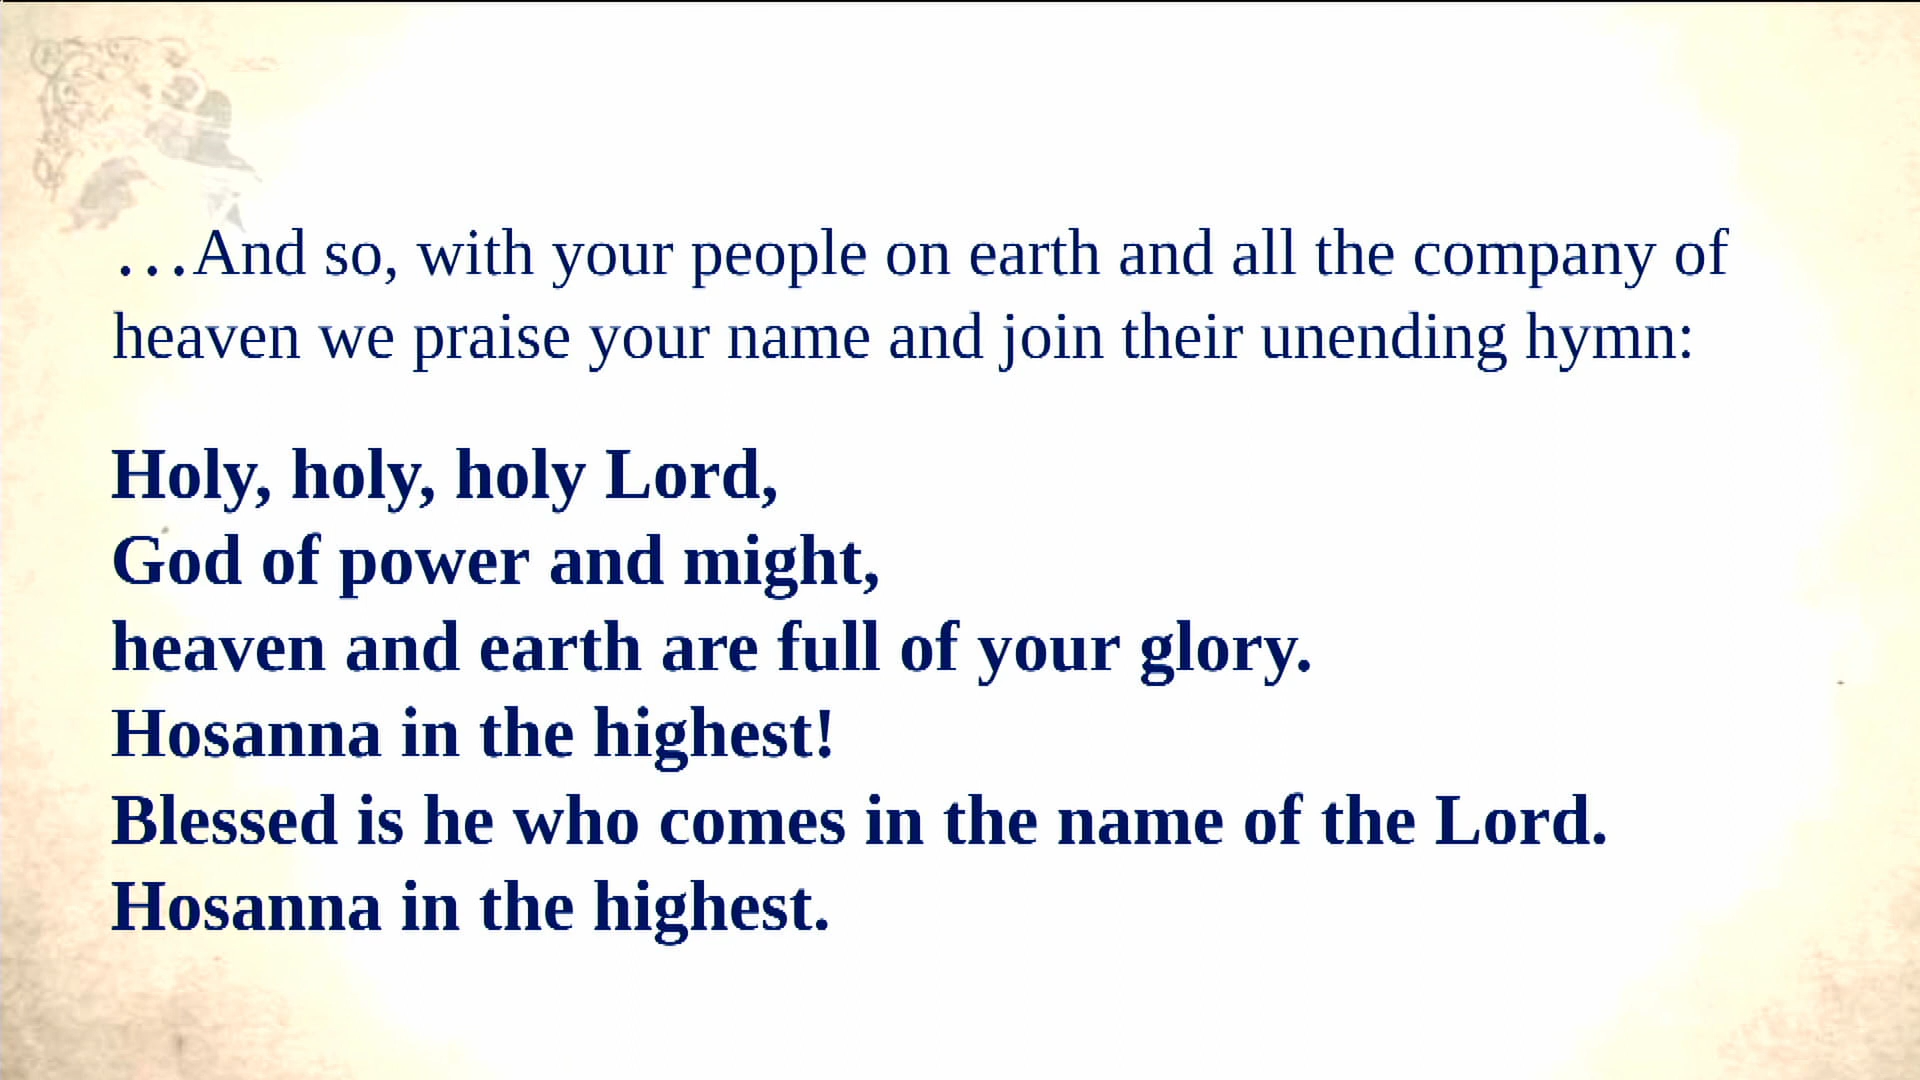 …And so, with your people on earth and all the company of
heaven we praise your name and join their unending hymn:
Holy, holy, holy Lord,
God of power and might,
heaven and earth are full of your glory.
Hosanna in the highest!
Blessed is he who comes in the name of the Lord.
Hosanna in the highest.